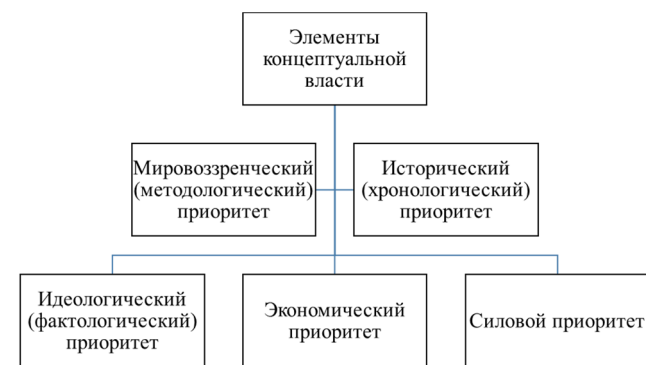 Элементы
концептуальной
власти
Мировоззренческий
(методологический)
приоритет
Исторический
(хронологический)
приоритет
Идеологический
(фактологический)
приоритет
Экономический
приоритет
Силовой приоритет